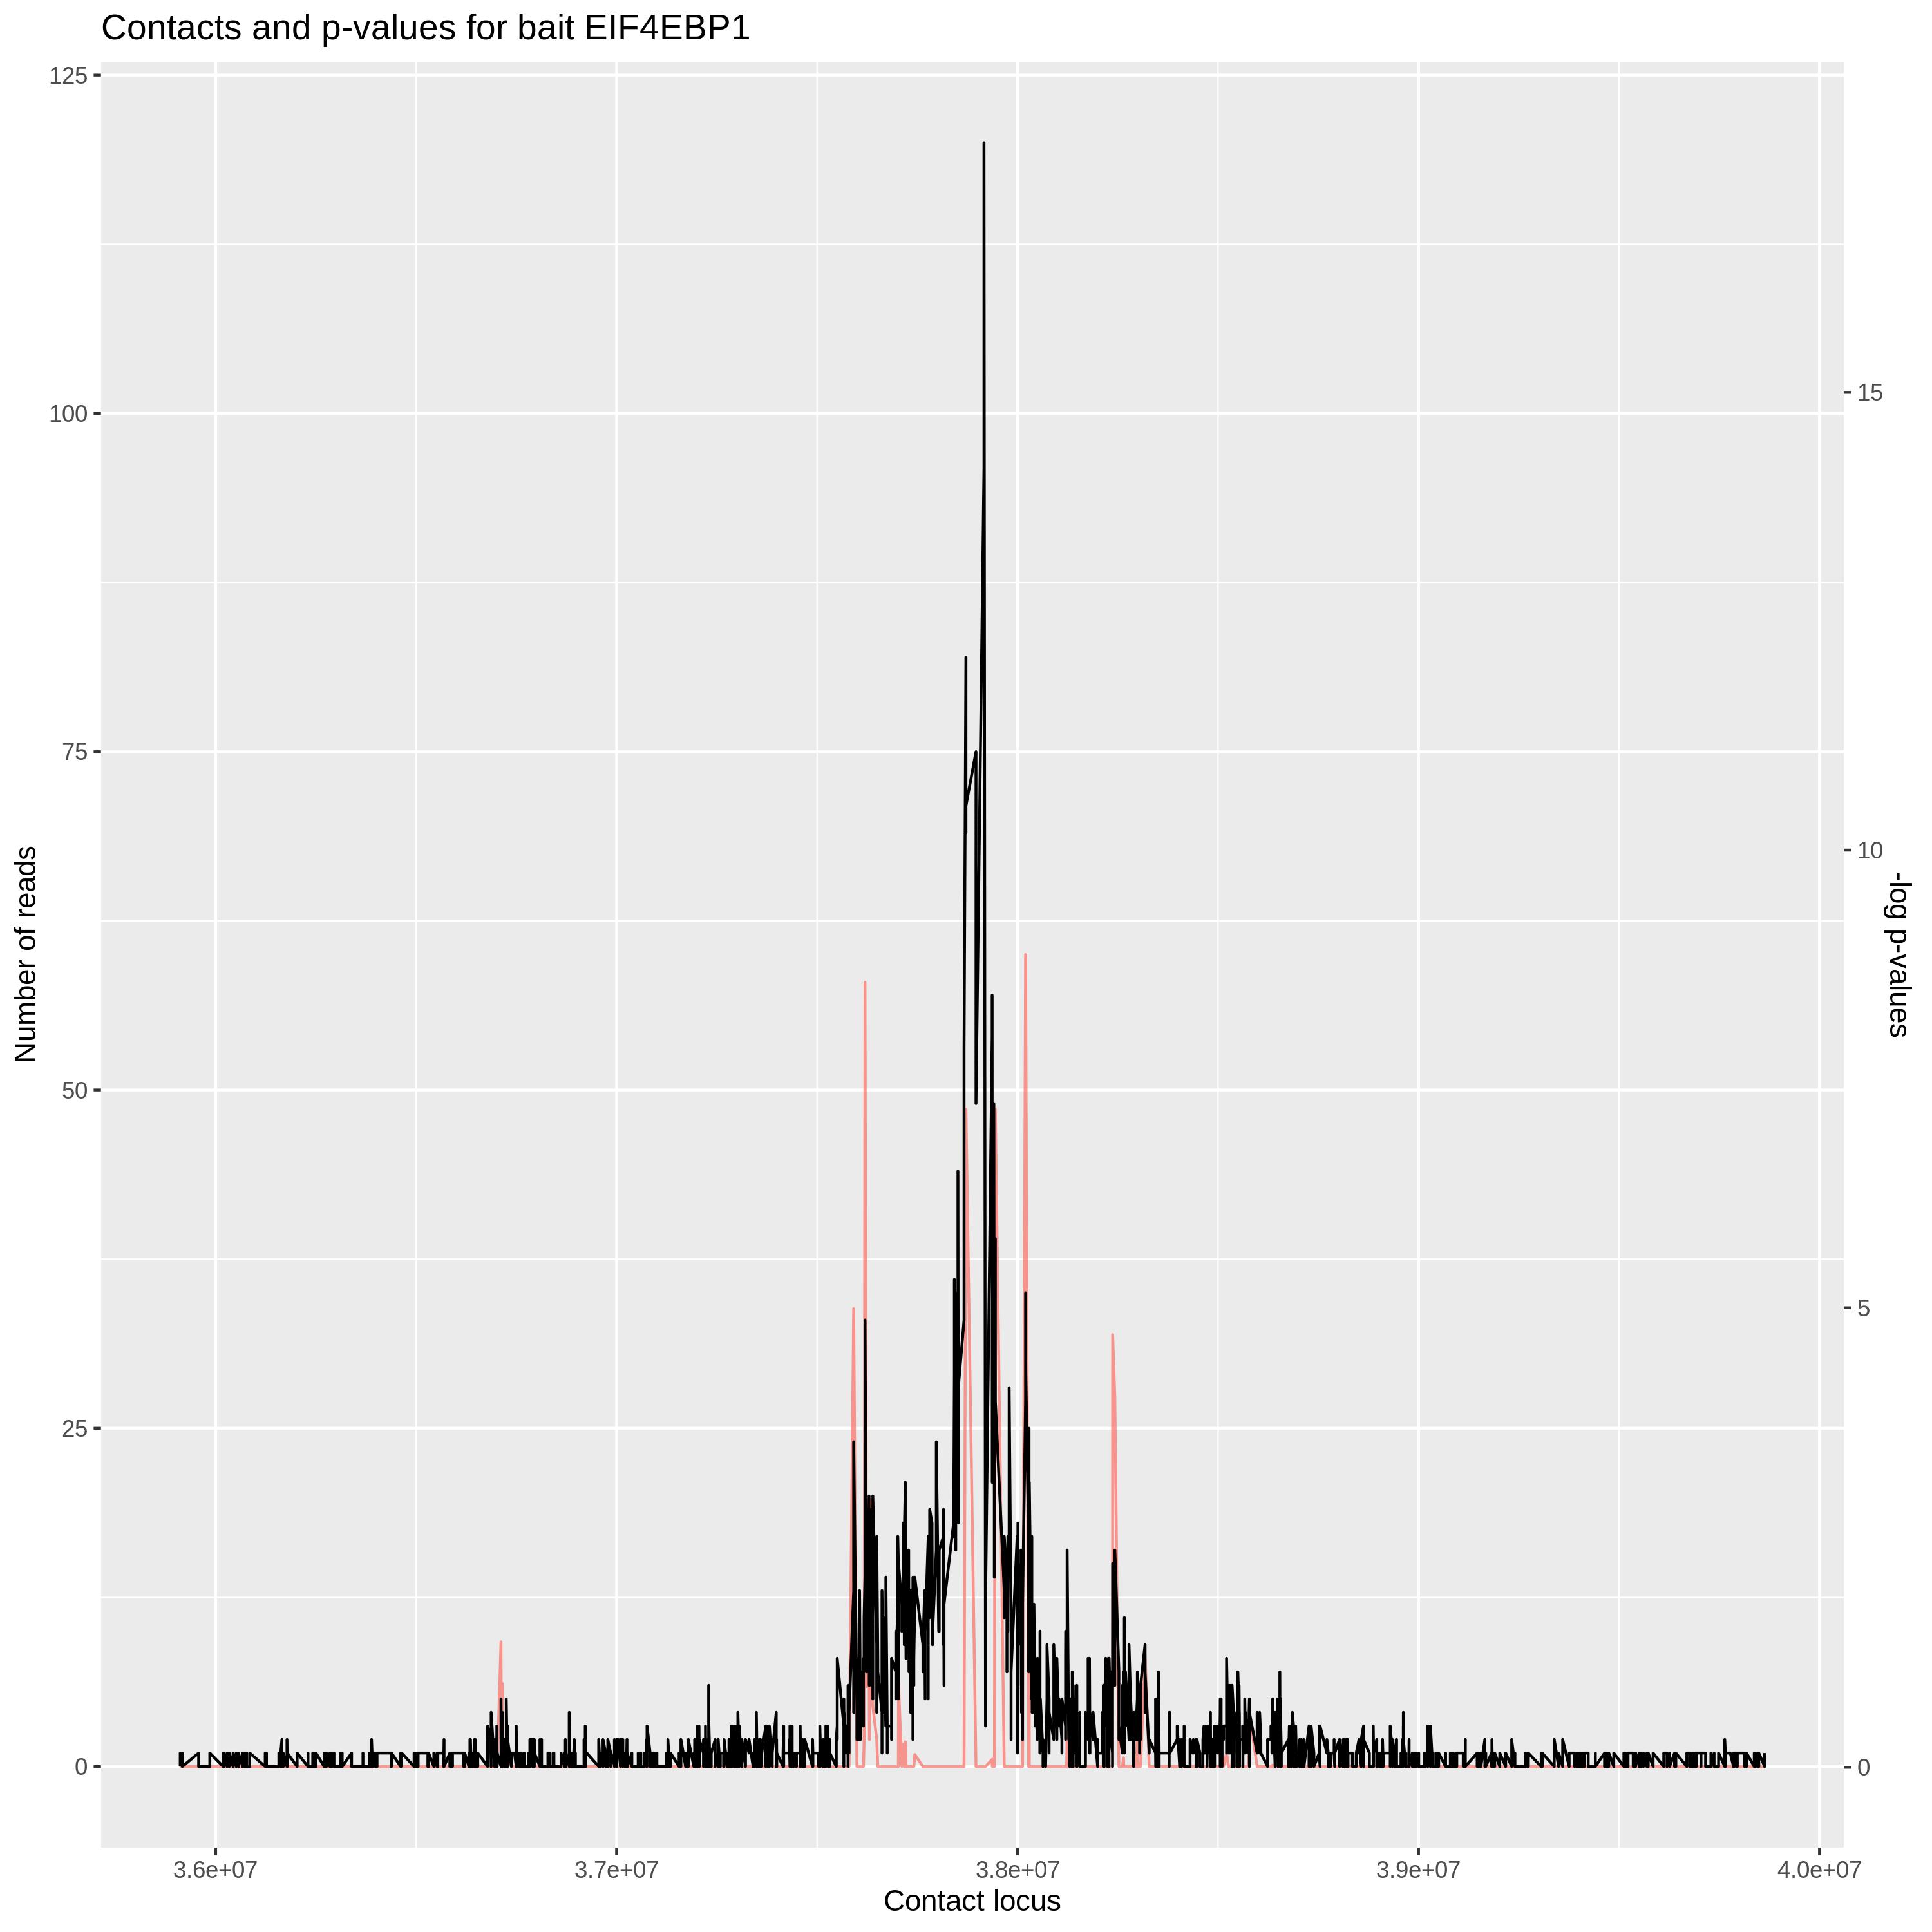 Contacts and p-values for bait EIF4EBP1
125
100
75
50
25
0
Number of reads
15
10
5
0
-log p-values
3.6e+07
3.7e+07
3.8e+07
3.9e+07
4.0e+07
Contact locus